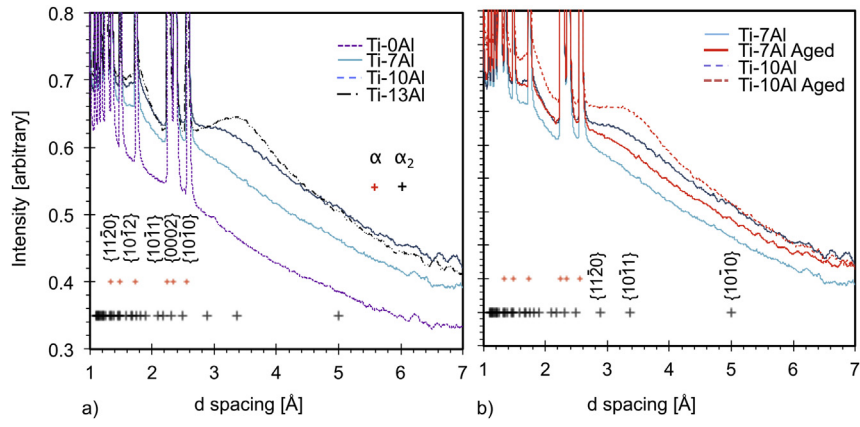 0.8
0.7
0.6
0.5
0.4
0.3
Intensity [arbitrary]
Ti-0Al
Ti-7Al
Ti-10Al
Ti-13Al
α α₂
{112̄0}
{101̄2}
{101̄1}
{0002}
{101̄0}
1 2 3 4 5 6 7
a) d spacing [Å]
Ti-7Al
Ti-7Al Aged
Ti-10Al
Ti-10Al Aged
{112̄0}
{101̄1}
{101̄0}
1 2 3 4 5 6 7
b) d spacing [Å]